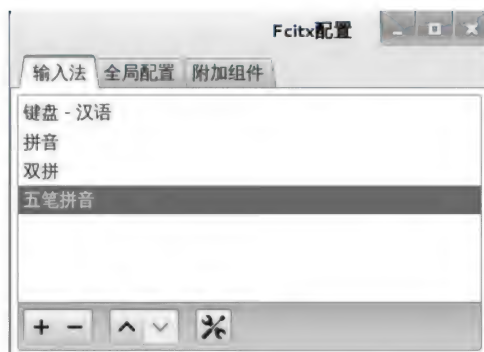 Fcitx配置
输入法 全局配置 附加组件
键盘 - 汉语
拼音
双拼
五笔拼音